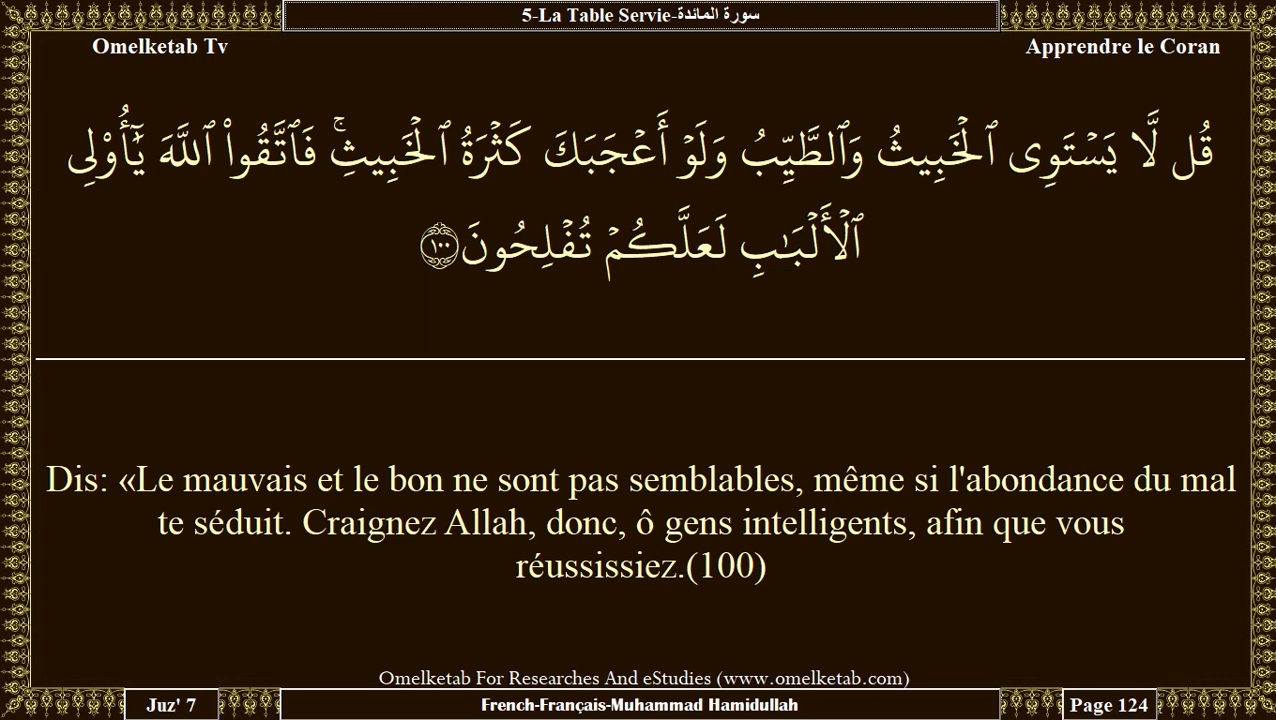 5-La Table Servie-سورة المائدة
Omelketab Tv
Apprendre le Coran
قُل لَّا يَسْتَوِى ٱلْخَبِيثُ وَٱلطَّيِّبُ وَلَوْ أَعْجَبَكَ كَثْرَةُ ٱلْخَبِيثِ ۚ فَٱتَّقُوا۟ ٱللَّهَ يَـٰٓأُو۟لِى
ٱلْأَلْبَـٰبِ لَعَلَّكُمْ تُفْلِحُونَ ١٠٠
Dis: «Le mauvais et le bon ne sont pas semblables, même si l'abondance du mal
te séduit. Craignez Allah, donc, ô gens intelligents, afin que vous
réussissiez.(100)
Omelketab For Researches And eStudies (www.omelketab.com)
Juz' 7
French-Français-Muhammad Hamidullah
Page 124